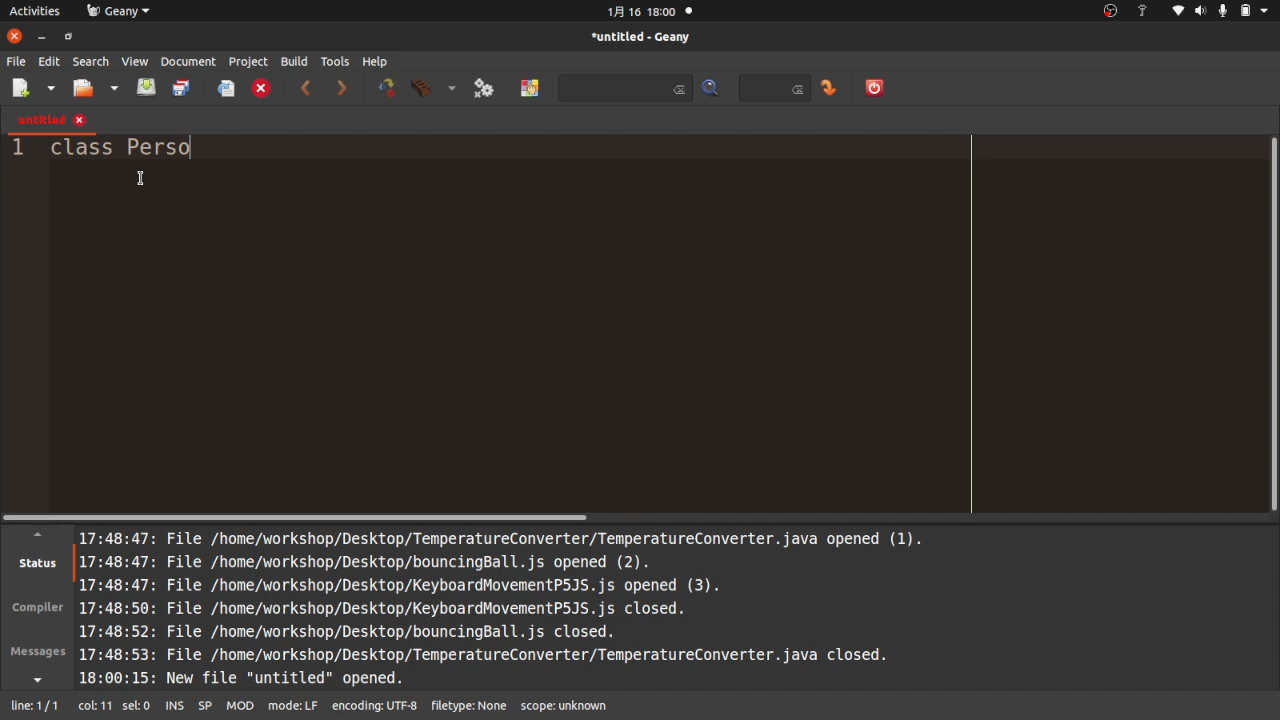 Activities Geany 1月 16 18:00
*untitled - Geany
File Edit Search View Document Project Build Tools Help
untitled
1 class Perso
17:48:47: File /home/workshop/Desktop/TemperatureConverter/TemperatureConverter.java opened (1).
Status 17:48:47: File /home/workshop/Desktop/bouncingBall.js opened (2).
17:48:47: File /home/workshop/Desktop/KeyboardMovementP5JS.js opened (3).
Compiler 17:48:50: File /home/workshop/Desktop/KeyboardMovementP5JS.js closed.
17:48:52: File /home/workshop/Desktop/bouncingBall.js closed.
Messages 17:48:53: File /home/workshop/Desktop/TemperatureConverter/TemperatureConverter.java closed.
18:00:15: New file "untitled" opened.
line: 1 / 1 col: 11 sel: 0 INS SP MOD mode: LF encoding: UTF-8 filetype: None scope: unknown